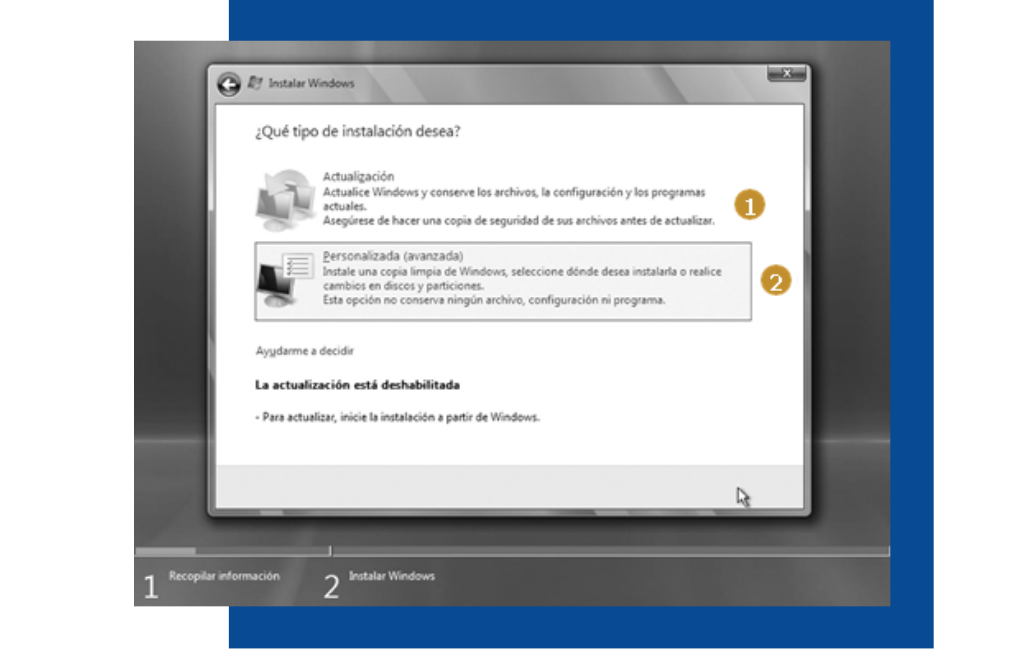 Instalar Windows
x
¿Qué tipo de instalación desea?
Actualización
Actualice Windows y conserve los archivos, la configuración y los programas
actuales.
Asegúrese de hacer una copia de seguridad de sus archivos antes de actualizar.
1
Personalizada (avanzada)
Instale una copia limpia de Windows, seleccione dónde desea instalarla o realice
cambios en discos y particiones.
Esta opción no conserva ningún archivo, configuración ni programa.
2
Ayudarme a decidir
La actualización está deshabilitada
- Para actualizar, inicie la instalación a partir de Windows.
1 Recopilar información
2 Instalar Windows